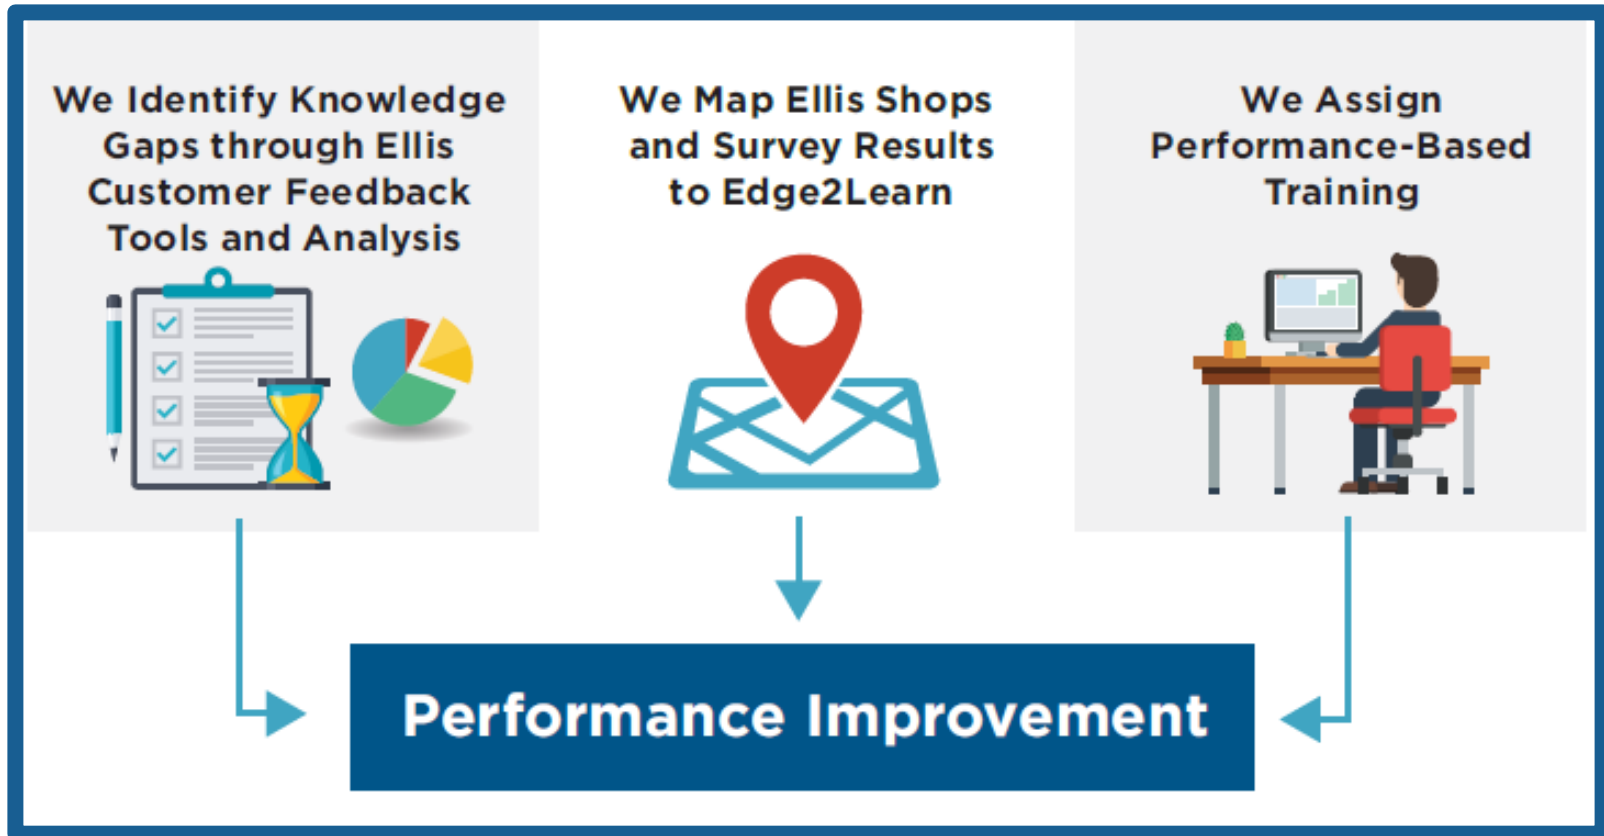 We Identify Knowledge
Gaps through Ellis
Customer Feedback
Tools and Analysis
We Map Ellis Shops
and Survey Results
to Edge2Learn
We Assign
Performance-Based
Training
Performance Improvement